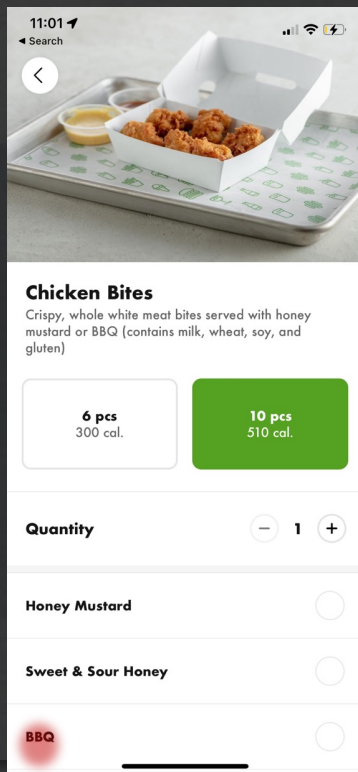 11:01
Search
Chicken Bites
Crispy, whole white meat bites served with honey
mustard or BBQ (contains milk, wheat, soy, and
gluten)
6 pcs
300 cal.
10 pcs
510 cal.
Quantity
1
Honey Mustard
Sweet & Sour Honey
BBQ